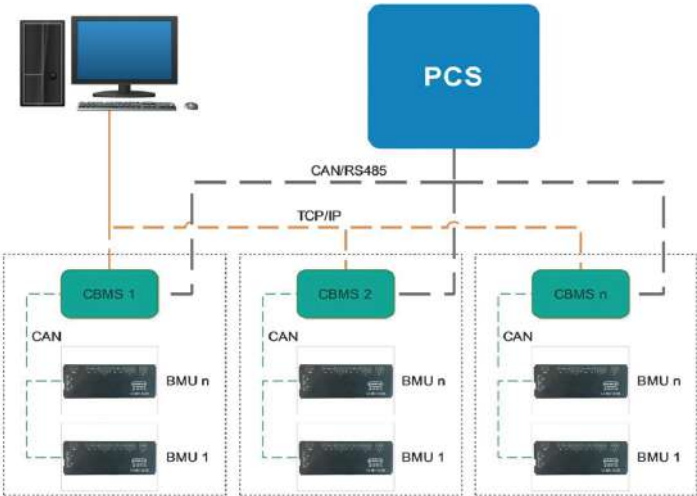 PCS
CAN/RS485
TCP/IP
CBMS 1
CBMS 2
CBMS n
CAN
CAN
CAN
BMU n
BMU n
BMU n
BMU 1
BMU 1
BMU 1